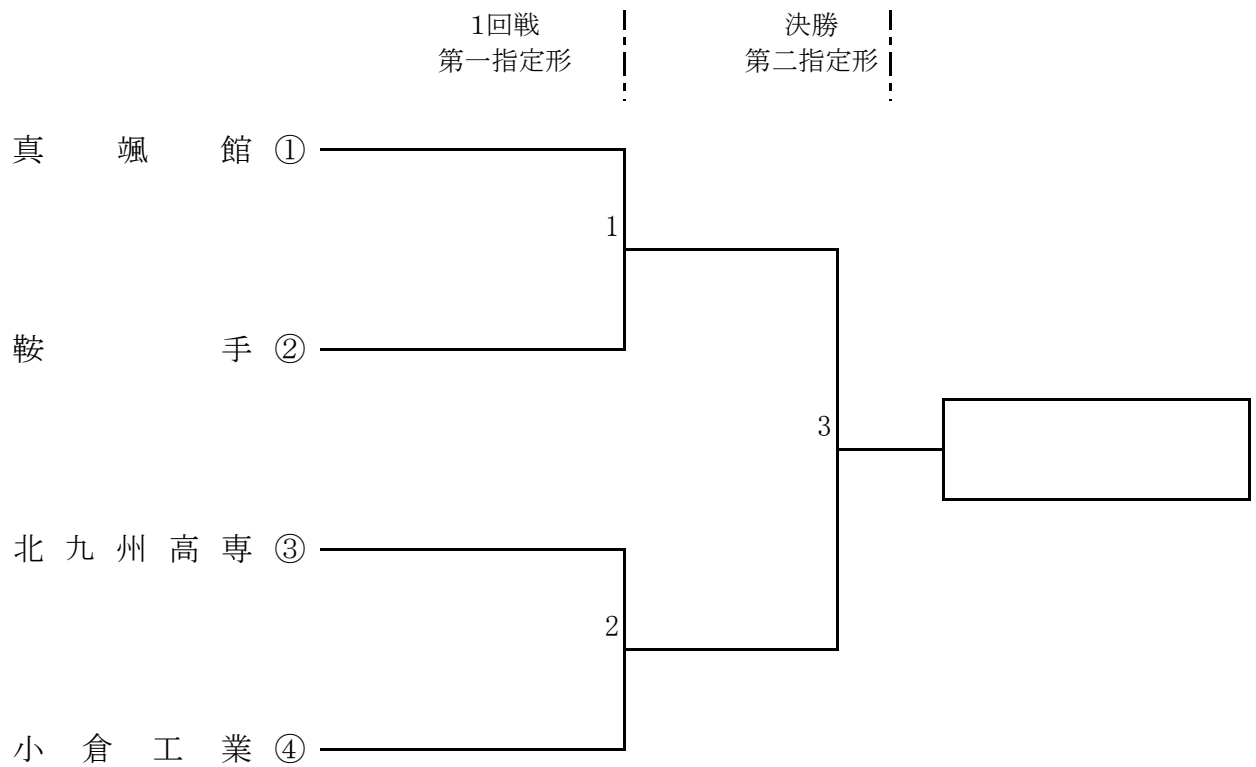 1回戦
第一指定形
決勝
第二指定形
真颯館 ①
1
鞍手 ②
3
北九州高専 ③
2
小倉工業 ④